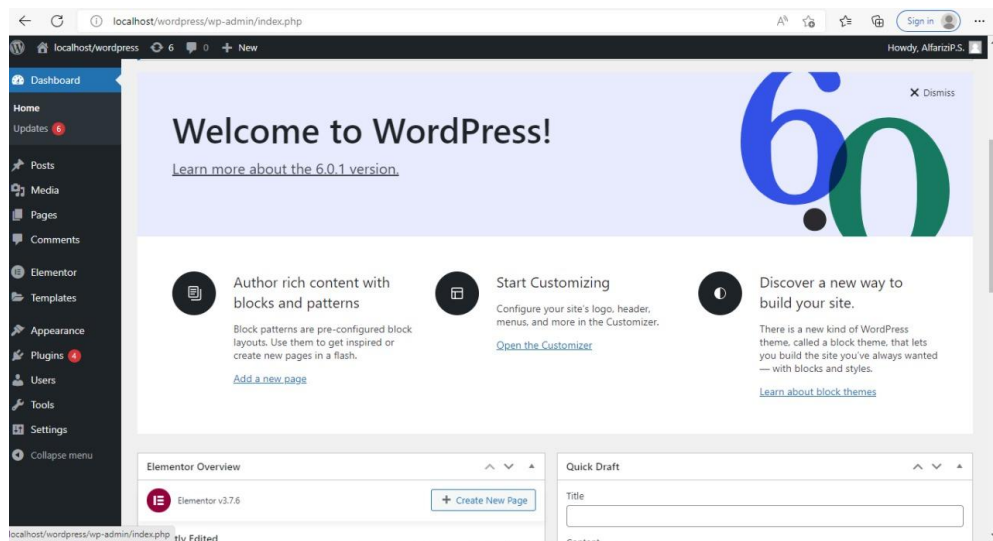 localhost/wordpress/wp-admin/index.php
Sign in
localhost/wordpress 6 0 + New
Howdy, AlfariziP.S.
Dashboard
Home
Updates 6
Posts
Media
Pages
Comments
Elementor
Templates
Appearance
Plugins 4
Users
Tools
Settings
Collapse menu
Dismiss
Welcome to WordPress!
Learn more about the 6.0.1 version.
6.0
Author rich content with
blocks and patterns
Block patterns are pre-configured block
layouts. Use them to get inspired or
create new pages in a flash.
Add a new page
Start Customizing
Configure your site's logo, header,
menus, and more in the Customizer.
Open the Customizer
Discover a new way to
build your site.
There is a new kind of WordPress
theme, called a block theme, that lets
you build the site you've always wanted
— with blocks and styles.
Learn about block themes
Elementor Overview
Elementor v3.7.6
+ Create New Page
Edited
Quick Draft
Title
localhost/wordpress/wp-admin/index.php